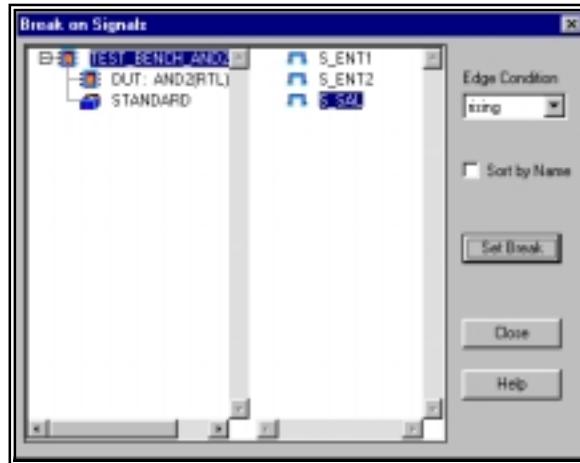 Break on Signals
TEST_BENCH_AND2
DUT: AND2(RTL)
STANDARD
S_ENT1
S_ENT2
S_SAL
Edge Condition
rising
Sort by Name
Set Break
Close
Help